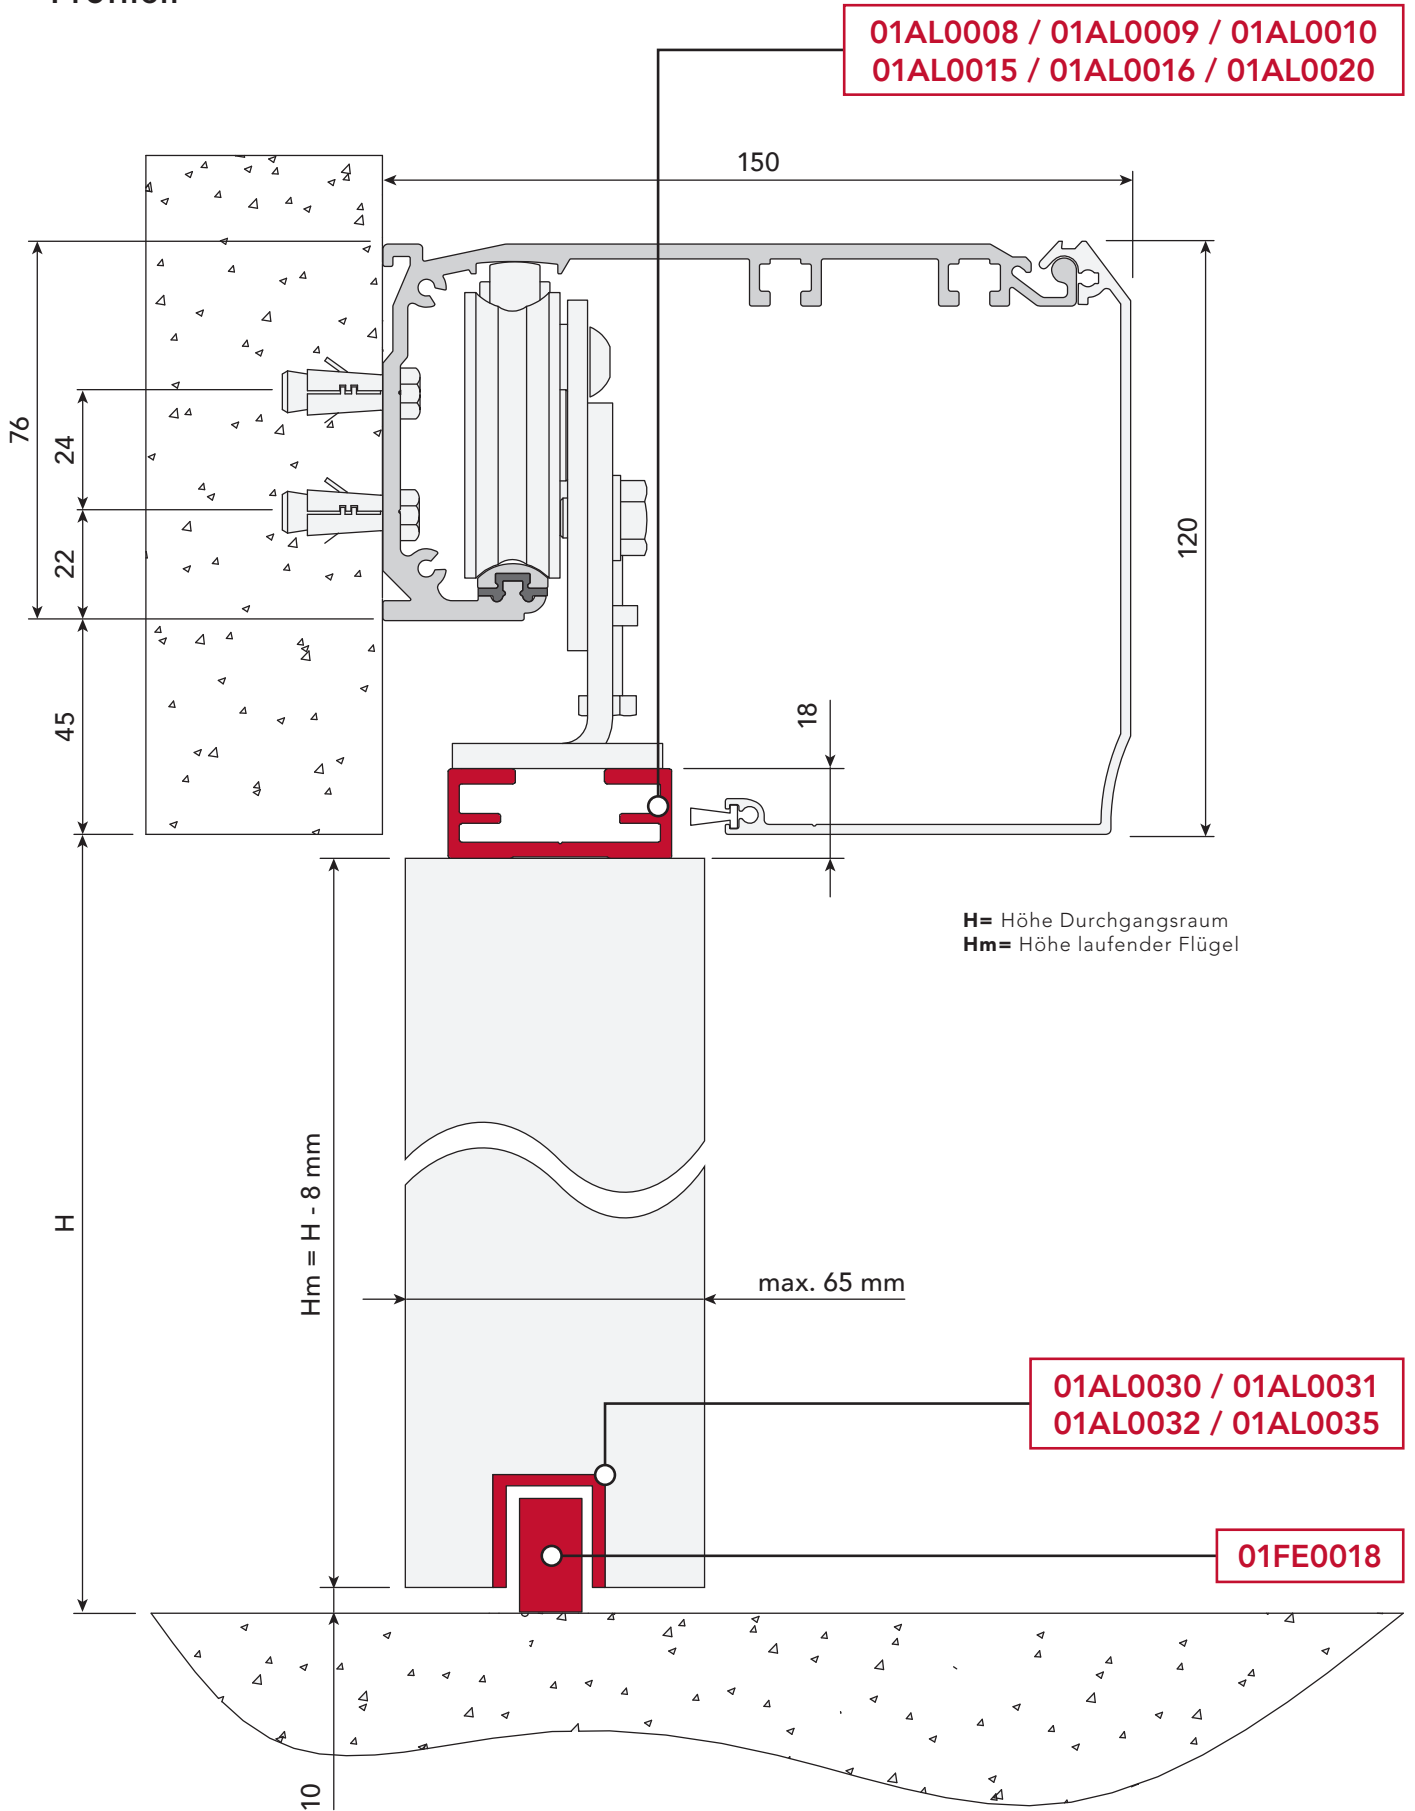 01AL0008 / 01AL0009 / 01AL0010
01AL0015 / 01AL0016 / 01AL0020
150
76
24
22
45
120
18
H= Höhe Durchgangsraum
Hm= Höhe laufender Flügel
H
Hm = H - 8 mm
max. 65 mm
01AL0030 / 01AL0031
01AL0032 / 01AL0035
01FE0018
10